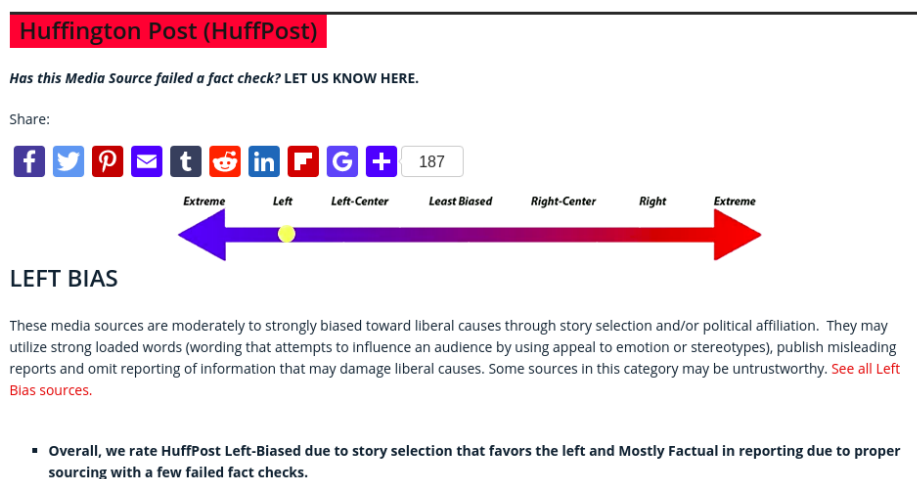 Huffington Post (HuffPost)
Has this Media Source failed a fact check? LET US KNOW HERE.
Share:
187
Extreme Left Left-Center Least Biased Right-Center Right Extreme
LEFT BIAS
These media sources are moderately to strongly biased toward liberal causes through story selection and/or political affiliation.  They may
utilize strong loaded words (wording that attempts to influence an audience by using appeal to emotion or stereotypes), publish misleading
reports and omit reporting of information that may damage liberal causes. Some sources in this category may be untrustworthy. See all Left
Bias sources.
▪ Overall, we rate HuffPost Left-Biased due to story selection that favors the left and Mostly Factual in reporting due to proper
sourcing with a few failed fact checks.